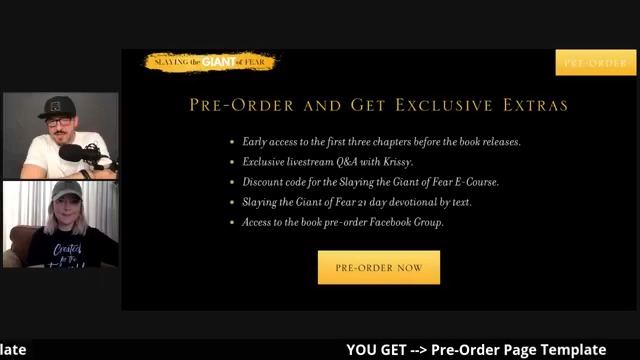 SLAYING the GIANT of FEAR
PRE-ORDER
PRE-ORDER AND GET EXCLUSIVE EXTRAS
Early access to the first three chapters before the book releases.
Exclusive livestream Q&A with Krissy.
Discount code for the Slaying the Giant of Fear E-Course.
Slaying the Giant of Fear 21 day devotional by text.
Access to the book pre-order Facebook Group.
PRE-ORDER NOW
Created
for the
late
YOU GET --> Pre-Order Page Template